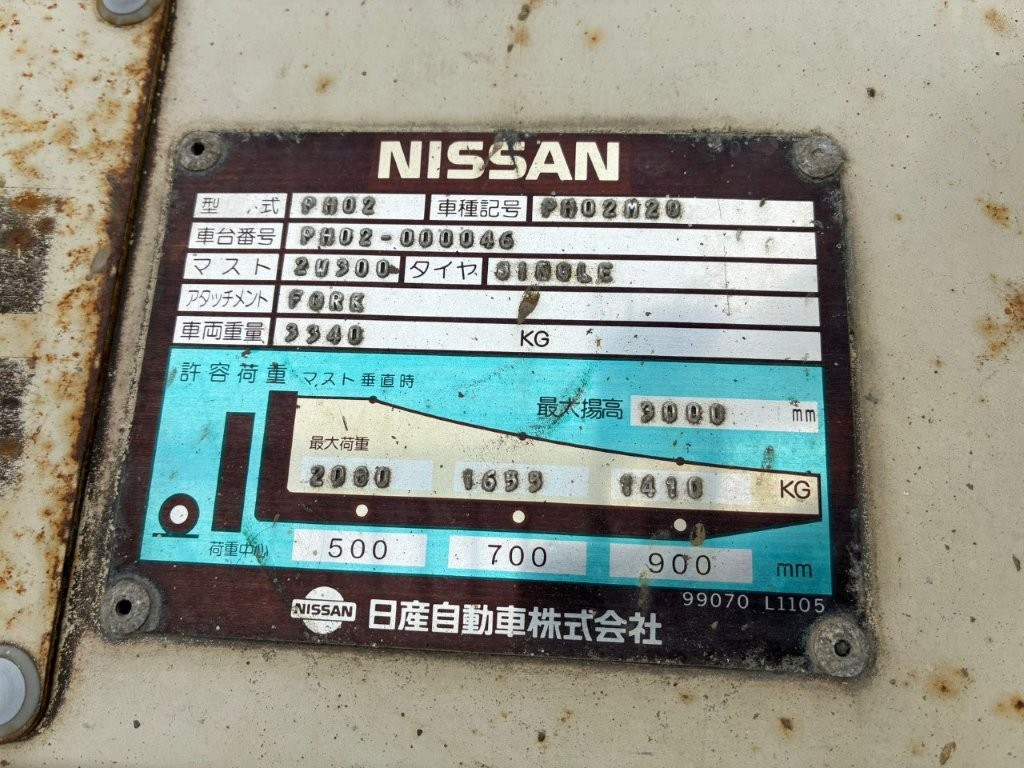 NISSAN
型式 PH02 車種記号 PH02M20
車台番号 PH02-000046
マスト 2W300 タイヤ SINGLE
アタッチメント FORK
車両重量 3340 KG
許容荷重 マスト垂直時
最大揚高 3000 mm
最大荷重
2000 1655 1410 KG
荷重中心 500 700 900 mm
99070 L1105
NISSAN 日産自動車株式会社